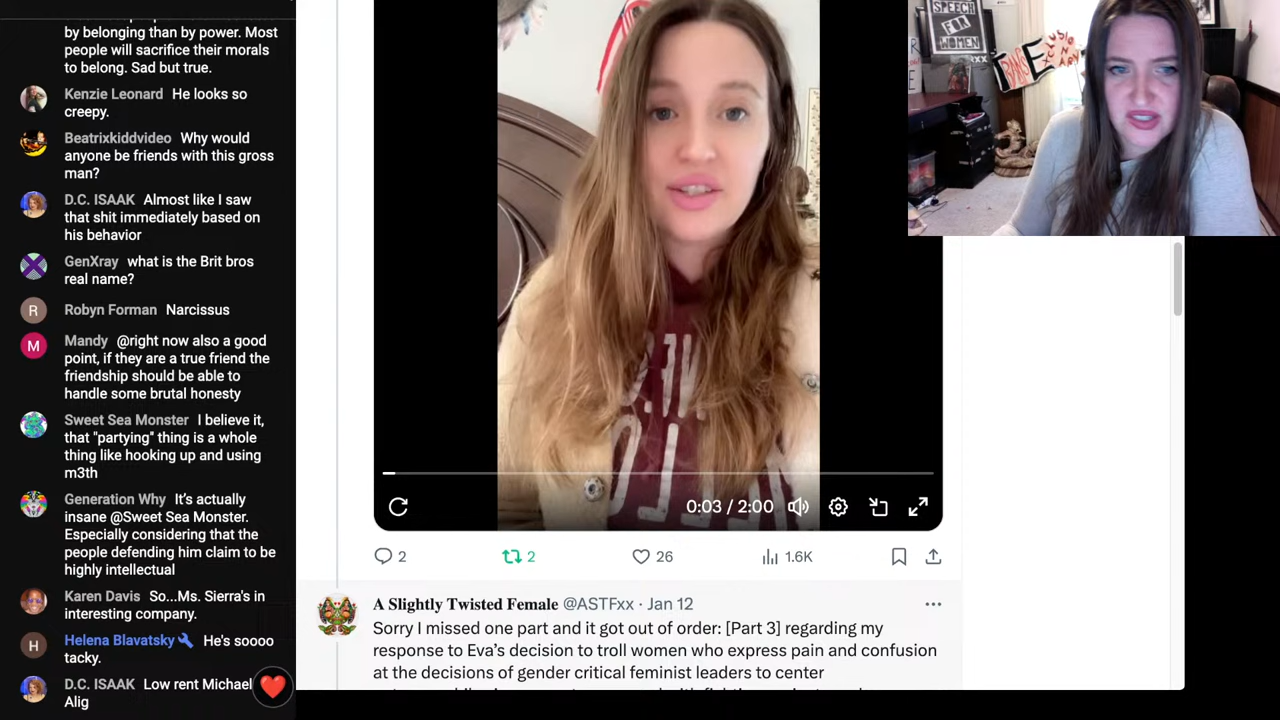 by belonging than by power. Most
people will sacrifice their morals
to belong. Sad but true.
Kenzie Leonard He looks so
creepy.
Beatrixkiddvideo Why would
anyone be friends with this gross
man?
D.C. ISAAK Almost like I saw
that shit immediately based on
his behavior
GenXray what is the Brit bros
real name?
R
Robyn Forman Narcissus
M
Mandy @right now also a good
point, if they are a true friend the
friendship should be able to
handle some brutal honesty
Sweet Sea Monster I believe it,
that "partying" thing is a whole
thing like hooking up and using
m3th
Generation Why It's actually
insane @Sweet Sea Monster.
Especially considering that the
people defending him claim to be
highly intellectual
Karen Davis So...Ms. Sierra's in
interesting company.
H
Helena Blavatsky He's soooo
tacky.
D.C. ISAAK Low rent Michael
Alig
0:03 / 2:00
2
2
26
1.6K
A Slightly Twisted Female @ASTFxx · Jan 12
Sorry I missed one part and it got out of order: [Part 3] regarding my
response to Eva's decision to troll women who express pain and confusion
at the decisions of gender critical feminist leaders to center
SPEECH
FOR
WOMEN
XX